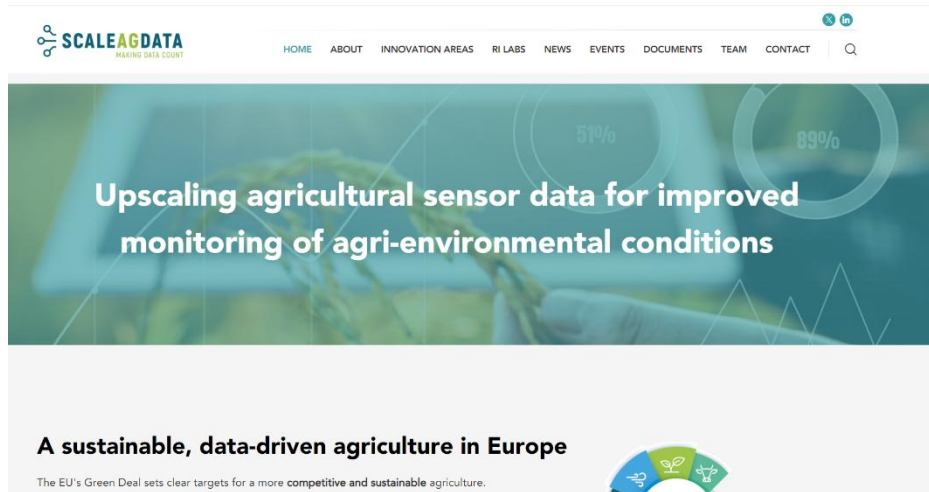 SCALEAGDATA
MAKING DATA COUNT
HOME ABOUT INNOVATION AREAS RI LABS NEWS EVENTS DOCUMENTS TEAM CONTACT
51%
89%
Upscaling agricultural sensor data for improved
monitoring of agri-environmental conditions
A sustainable, data-driven agriculture in Europe
The EU's Green Deal sets clear targets for a more competitive and sustainable agriculture.